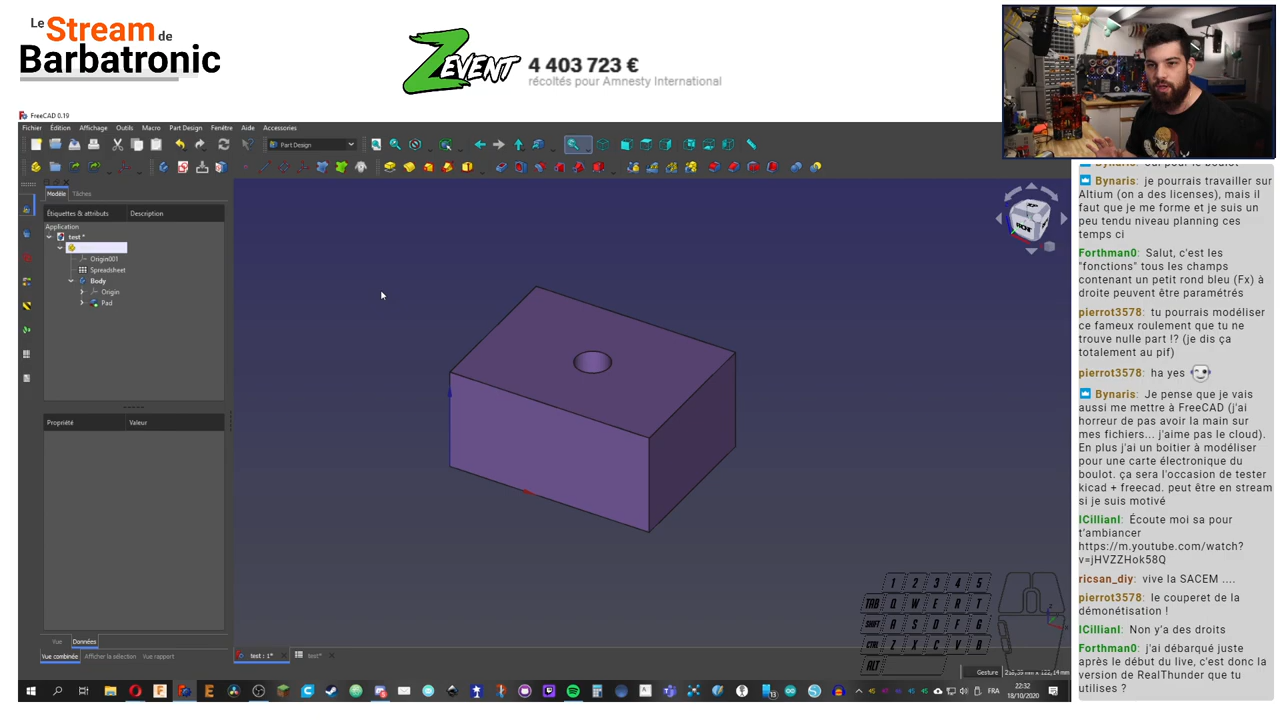 Le Stream de
Barbatronic
ZEVENT
4 403 723 €
récoltés pour Amnesty International
FreeCAD 0.19
Fichier Édition Affichage Outils Macro Part Design Fenêtre Aide Accessoires
Part Design
Modèle Tâches
Étiquettes & attributs Description
Application
test *
Origin001
Spreadsheet
Body
Origin
Pad
Propriété Valeur
Vue Données
Vue combinée Afficher la sélection Vue rapport
test : 1* test*
TOP
FRONT
1 2 3 4 5
TAB Q W E R T
SHIFT A S D F G
CTRL Z X C V D
ALT
Gesture
FRA
22:32
18/10/2020
Bynaris: oui pour le boulot
Bynaris: je pourrais travailler sur
Altium (on a des licenses), mais il
faut que je me forme et je suis un
peu tendu niveau planning ces
temps ci
Forthman0: Salut, c'est les
"fonctions" tous les champs
contenant un petit rond bleu (Fx) à
droite peuvent être paramétrés
pierrot3578: tu pourrais modéliser
ce fameux roulement que tu ne
trouve nulle part !? (je dis ça
totalement au pif)
pierrot3578: ha yes
Bynaris: Je pense que je vais
aussi me mettre à FreeCAD (j'ai
horreur de pas avoir la main sur
mes fichiers... j'aime pas le cloud).
En plus j'ai un boitier à modéliser
pour une carte électronique du
boulot. ça sera l'occasion de tester
kicad + freecad. peut être en stream
si je suis motivé
ICillianI: Écoute moi sa pour
t'ambiancer
https://m.youtube.com/watch?
v=jHVZZHok58Q
ricsan_diy: vive la SACEM ....
pierrot3578: le couperet de la
démonétisation !
ICillianI: Non y'a des droits
Forthman0: j'ai débarqué juste
après le début du live, c'est donc la
version de RealThunder que tu
utilises ?